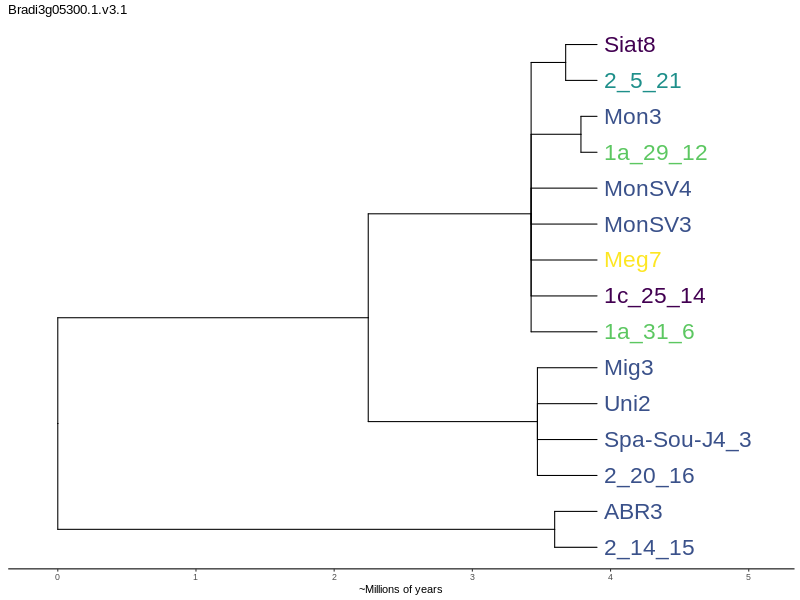 Bradi3g05300.1.v3.1
Siat8
2_5_21
Mon3
1a_29_12
MonSV4
MonSV3
Meg7
1c_25_14
1a_31_6
Mig3
Uni2
Spa-Sou-J4_3
2_20_16
ABR3
2_14_15
0 1 2 3 4 5
~Millions of years